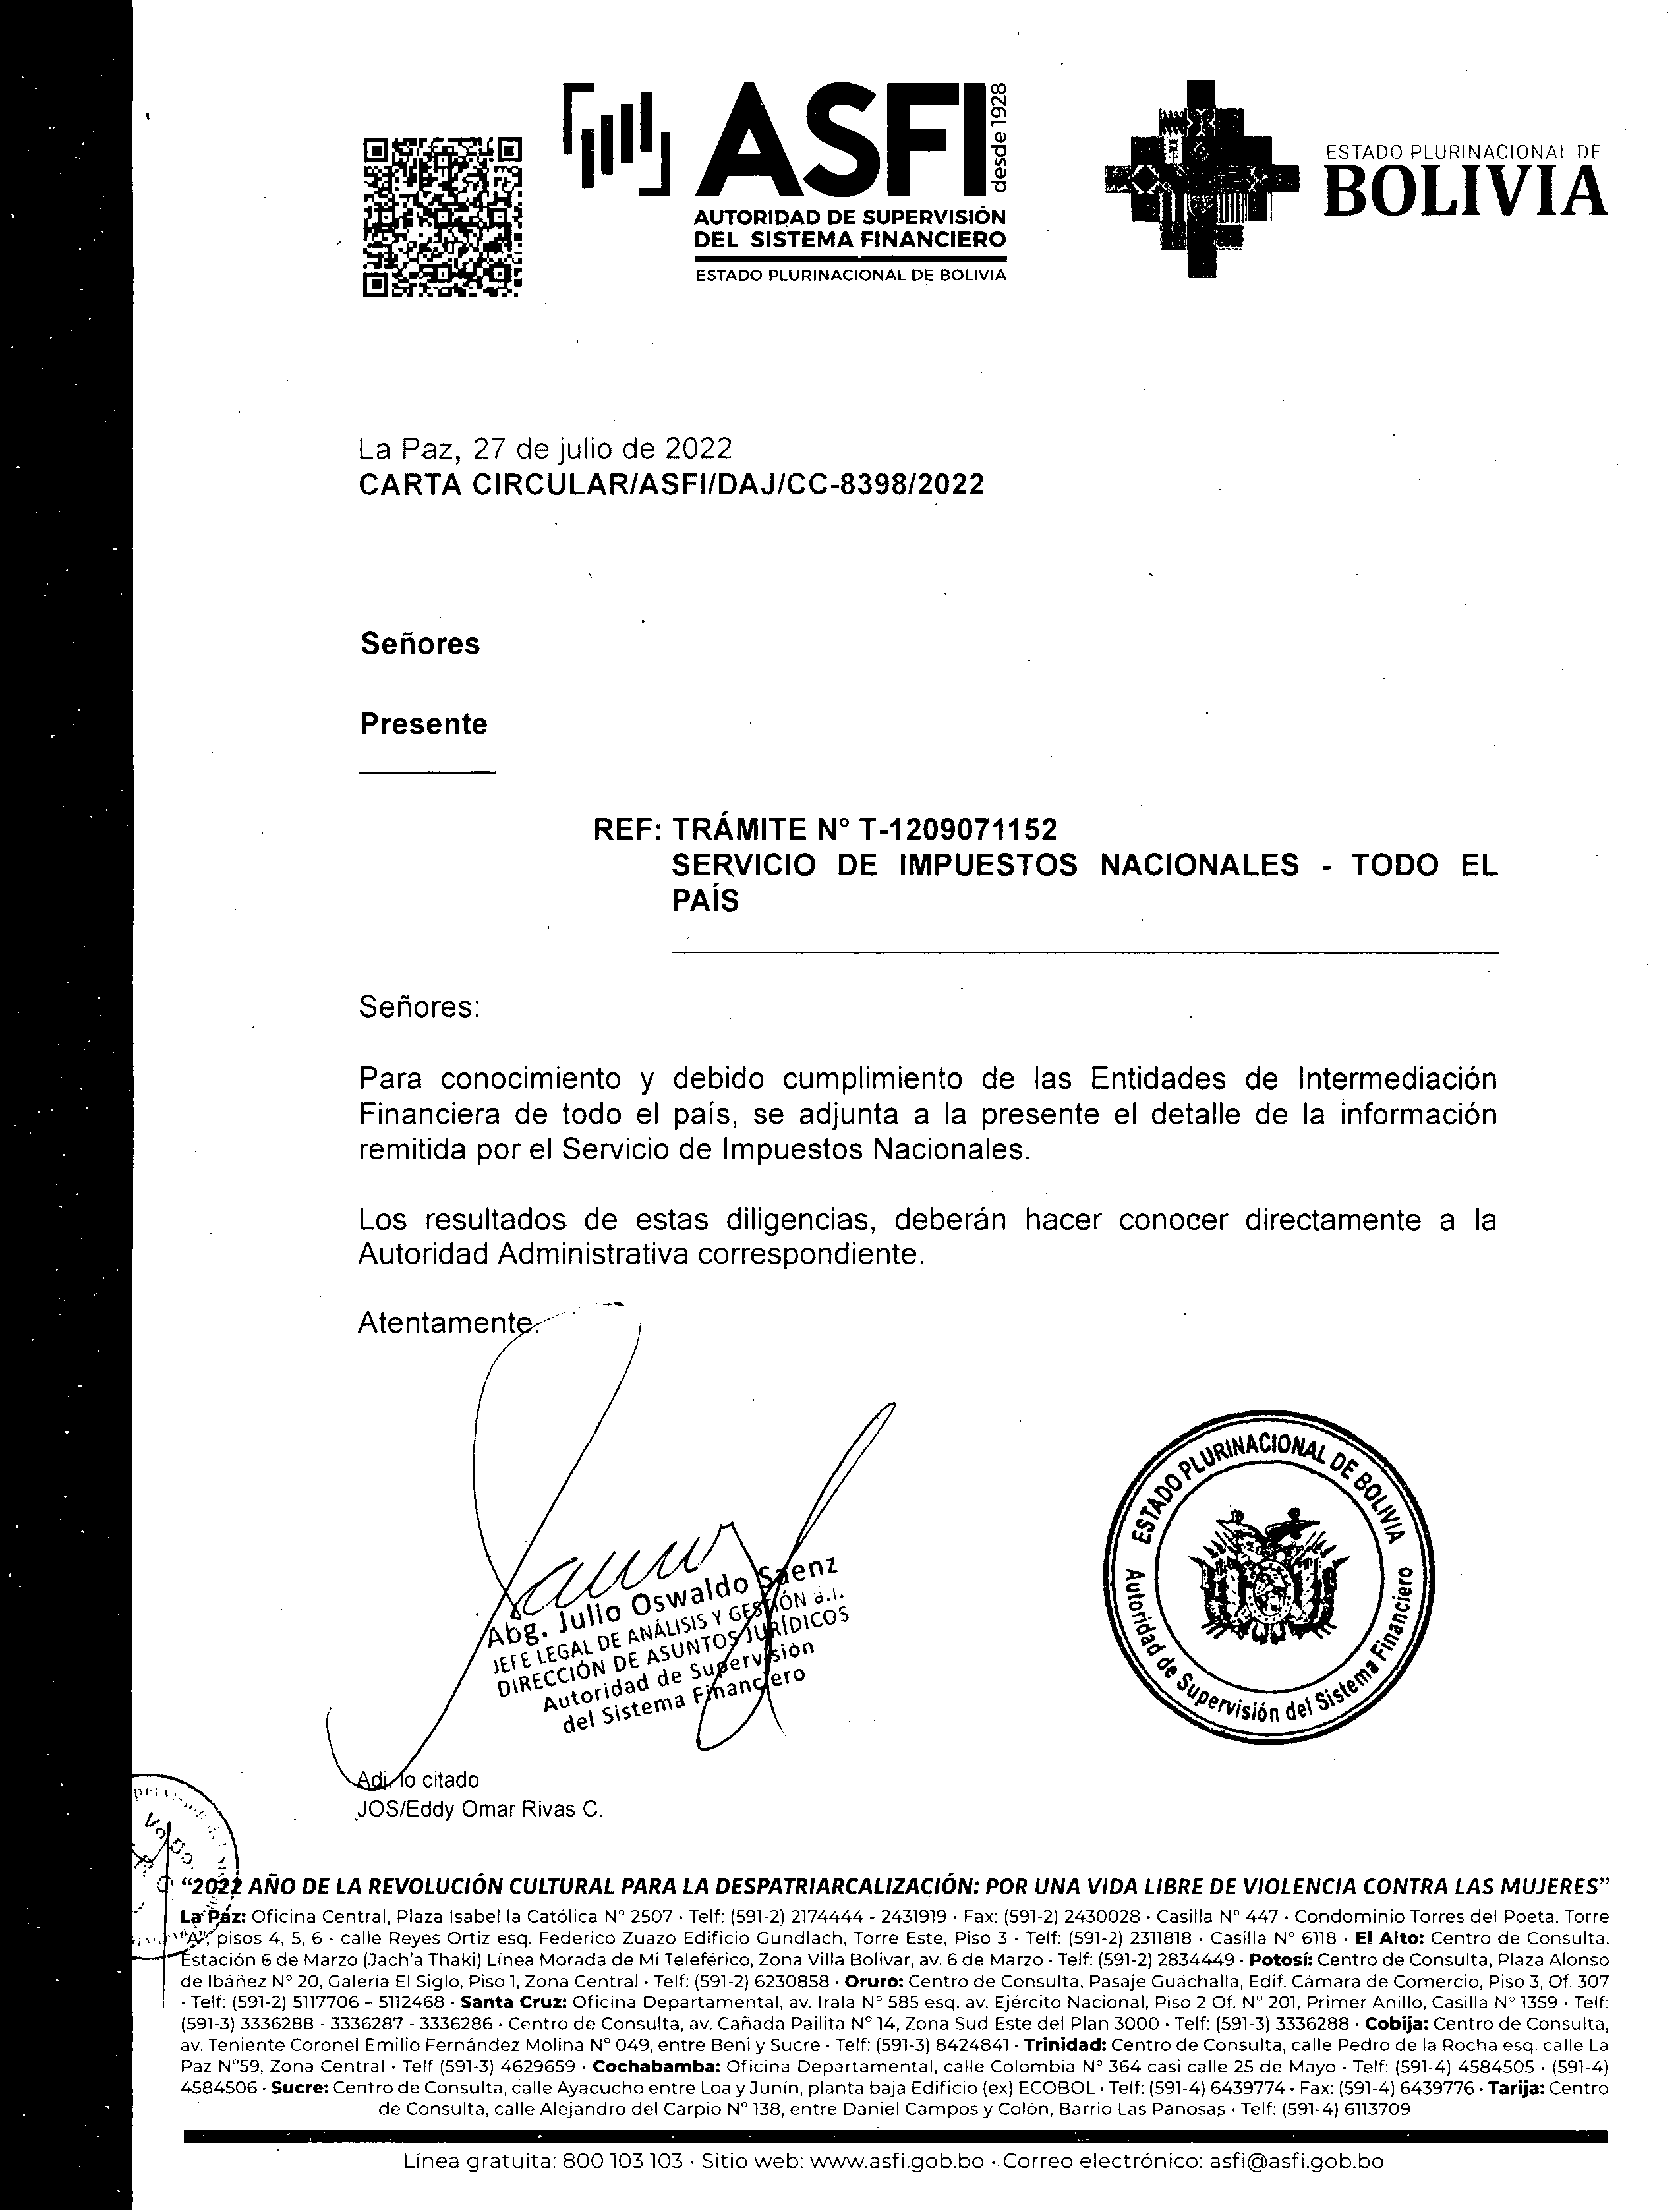 ASFI
desde 1928
AUTORIDAD DE SUPERVISIÓN
DEL SISTEMA FINANCIERO
ESTADO PLURINACIONAL DE BOLIVIA
ESTADO PLURINACIONAL DE
BOLIVIA
La Paz, 27 de julio de 2022
CARTA CIRCULAR/ASFI/DAJ/CC-8398/2022
Señores
Presente
REF: TRÁMITE N° T-1209071152
SERVICIO DE IMPUESTOS NACIONALES - TODO EL
PAÍS
Señores:
Para conocimiento y debido cumplimiento de las Entidades de Intermediación
Financiera de todo el país, se adjunta a la presente el detalle de la información
remitida por el Servicio de Impuestos Nacionales.
Los resultados de estas diligencias, deberán hacer conocer directamente a la
Autoridad Administrativa correspondiente.
Atentamente.
Abg. Julio Oswaldo Saenz
JEFE LEGAL DE ANÁLISIS Y GESTIÓN a.i.
DIRECCIÓN DE ASUNTOS JURÍDICOS
Autoridad de Supervisión
del Sistema Financiero
ESTADO PLURINACIONAL DE BOLIVIA
Autoridad de Supervisión del Sistema Financiero
Adj. lo citado
JOS/Eddy Omar Rivas C.
VoBo.
“2022 AÑO DE LA REVOLUCIÓN CULTURAL PARA LA DESPATRIARCALIZACIÓN: POR UNA VIDA LIBRE DE VIOLENCIA CONTRA LAS MUJERES”
La Paz: Oficina Central, Plaza Isabel la Católica N° 2507 · Telf: (591-2) 2174444 - 2431919 · Fax: (591-2) 2430028 · Casilla N° 447 · Condominio Torres del Poeta, Torre
"A", pisos 4, 5, 6 · calle Reyes Ortiz esq. Federico Zuazo Edificio Gundlach, Torre Este, Piso 3 · Telf: (591-2) 2311818 · Casilla N° 6118 · El Alto: Centro de Consulta,
Estación 6 de Marzo (Jach'a Thaki) Línea Morada de Mi Teleférico, Zona Villa Bolivar, av. 6 de Marzo · Telf: (591-2) 2834449 · Potosí: Centro de Consulta, Plaza Alonso
de Ibáñez N° 20, Galería El Siglo, Piso 1, Zona Central · Telf: (591-2) 6230858 · Oruro: Centro de Consulta, Pasaje Guachalla, Edif. Cámara de Comercio, Piso 3, Of. 307
· Telf: (591-2) 5117706 – 5112468 · Santa Cruz: Oficina Departamental, av. Irala N° 585 esq. av. Ejército Nacional, Piso 2 Of. N° 201, Primer Anillo, Casilla N° 1359 · Telf:
(591-3) 3336288 - 3336287 - 3336286 · Centro de Consulta, av. Cañada Pailita N° 14, Zona Sud Este del Plan 3000 · Telf: (591-3) 3336288 · Cobija: Centro de Consulta,
av. Teniente Coronel Emilio Fernández Molina N° 049, entre Beni y Sucre · Telf: (591-3) 8424841 · Trinidad: Centro de Consulta, calle Pedro de la Rocha esq. calle La
Paz N°59, Zona Central · Telf (591-3) 4629659 · Cochabamba: Oficina Departamental, calle Colombia N° 364 casi calle 25 de Mayo · Telf: (591-4) 4584505 · (591-4)
4584506 · Sucre: Centro de Consulta, calle Ayacucho entre Loa y Junín, planta baja Edificio (ex) ECOBOL · Telf: (591-4) 6439774 · Fax: (591-4) 6439776 · Tarija: Centro
de Consulta, calle Alejandro del Carpio N° 138, entre Daniel Campos y Colón, Barrio Las Panosas · Telf: (591-4) 6113709
Línea gratuita: 800 103 103 · Sitio web: www.asfi.gob.bo · Correo electrónico: asfi@asfi.gob.bo